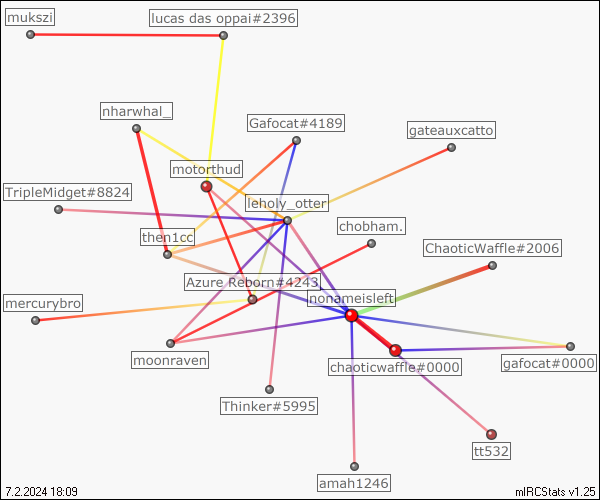 mukszi
lucas das oppai#2396
nharwhal_
Gafocat#4189
gateauxcatto
motorthud
TripleMidget#8824
leholy_otter
chobham.
then1cc
ChaoticWaffle#2006
Azure Reborn#4243
nonameisleft
mercurybro
moonraven
chaoticwaffle#0000
gafocat#0000
Thinker#5995
tt532
amah1246
7.2.2024 18:09
mIRCStats v1.25